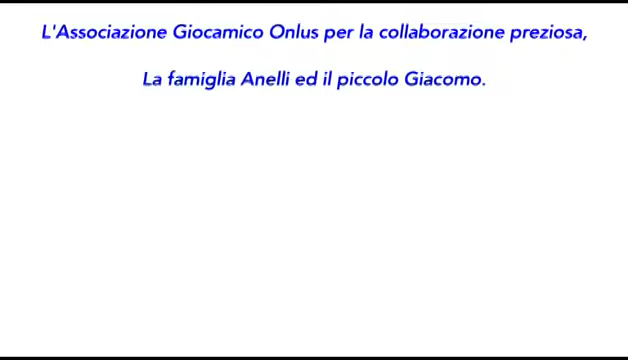 L'Associazione Giocamico Onlus per la collaborazione preziosa,
La famiglia Anelli ed il piccolo Giacomo.